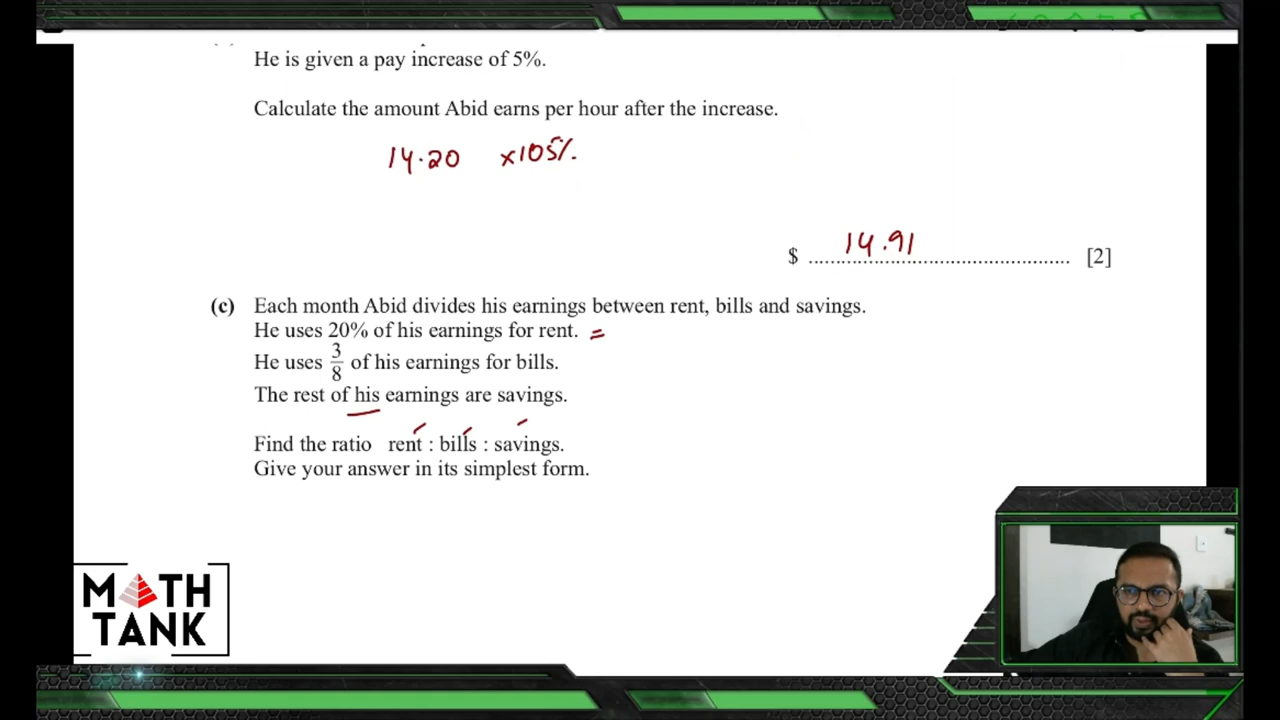 He is given a pay increase of 5%.
Calculate the amount Abid earns per hour after the increase.
14.20 ×105%
14.91
$ ........................................................ [2]
(c) Each month Abid divides his earnings between rent, bills and savings.
He uses 20% of his earnings for rent. =
He uses 3/8 of his earnings for bills.
The rest of his earnings are savings.
Find the ratio rent : bills : savings.
Give your answer in its simplest form.
MATH
TANK